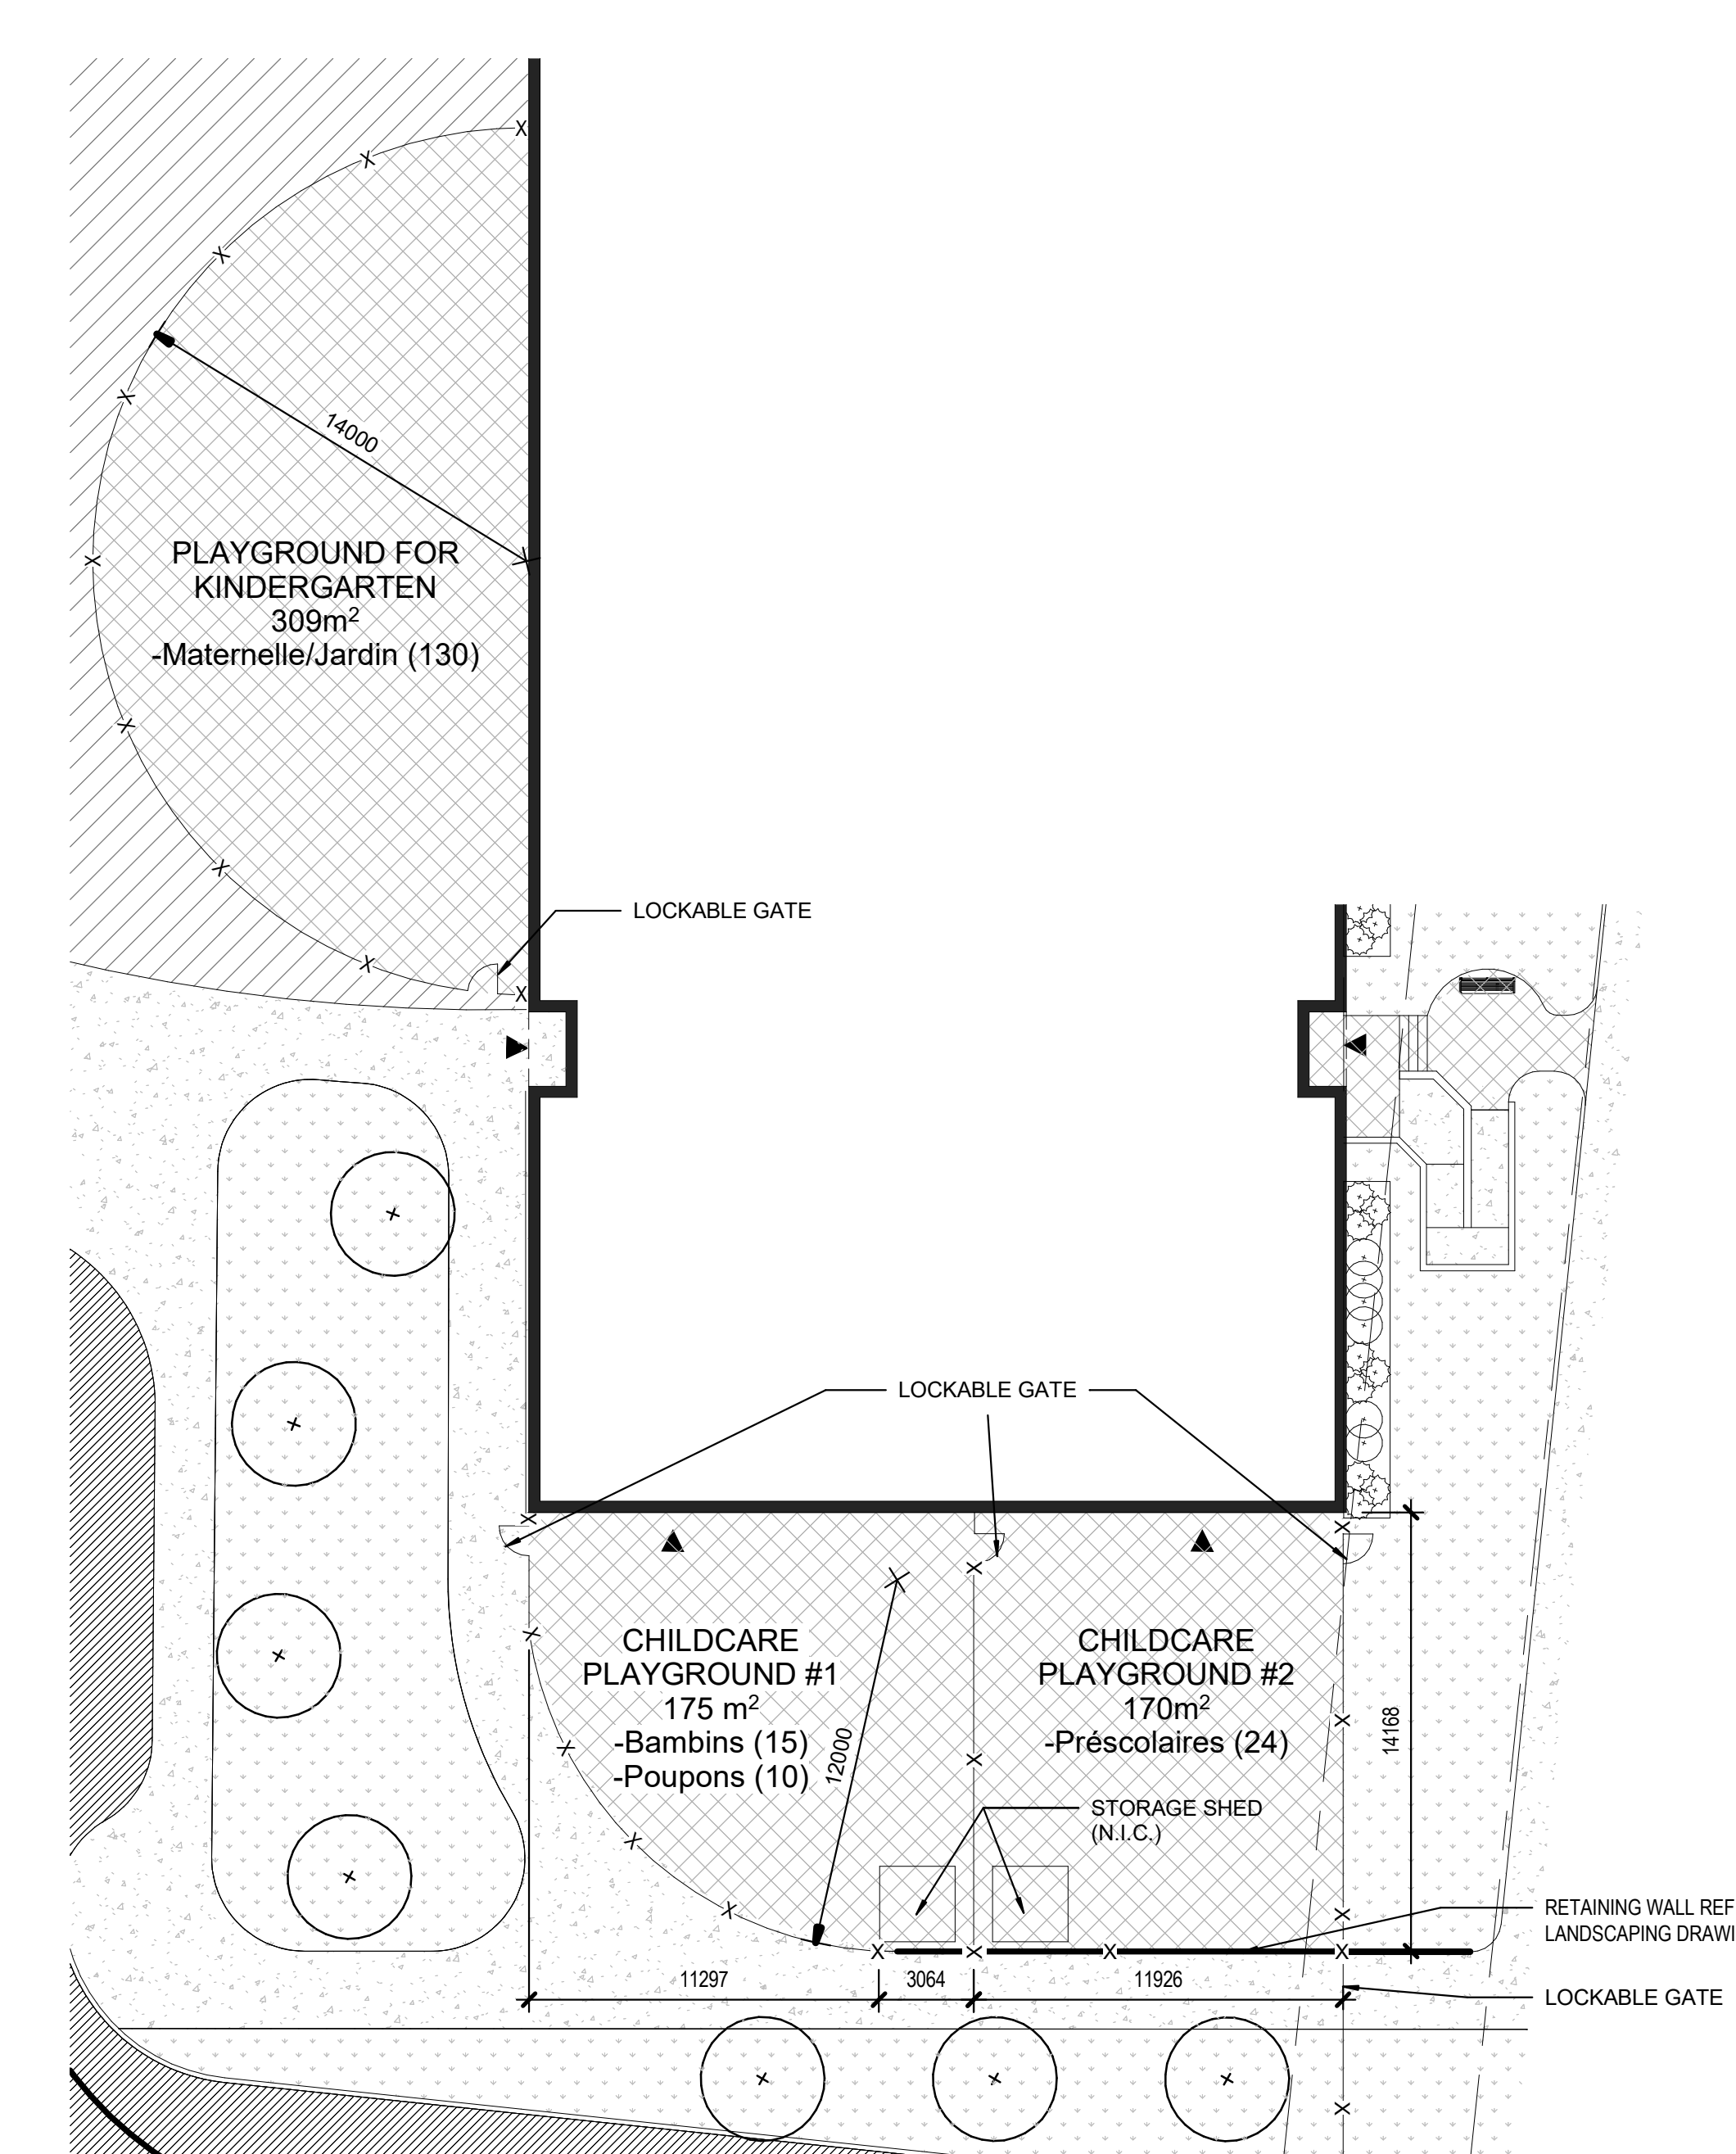 14000
PLAYGROUND FOR
KINDERGARTEN
309m²
-Maternelle/Jardin (130)
LOCKABLE GATE
LOCKABLE GATE
CHILDCARE
PLAYGROUND #1
175 m²
-Bambins (15)
-Poupons (10)
12000
CHILDCARE
PLAYGROUND #2
170m²
-Préscolaires (24)
14168
STORAGE SHED
(N.I.C.)
RETAINING WALL REF
LANDSCAPING DRAWI
11297
3064
11926
LOCKABLE GATE